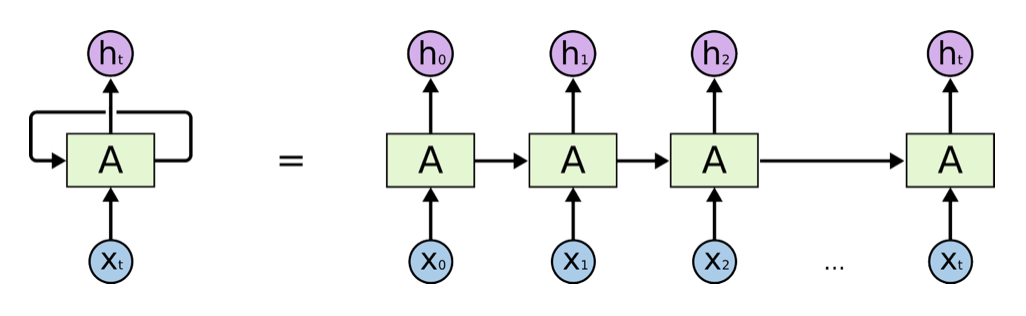 hₜ h₀ h₁ h₂ hₜ
A = A A A A
xₜ x₀ x₁ x₂ ... xₜ